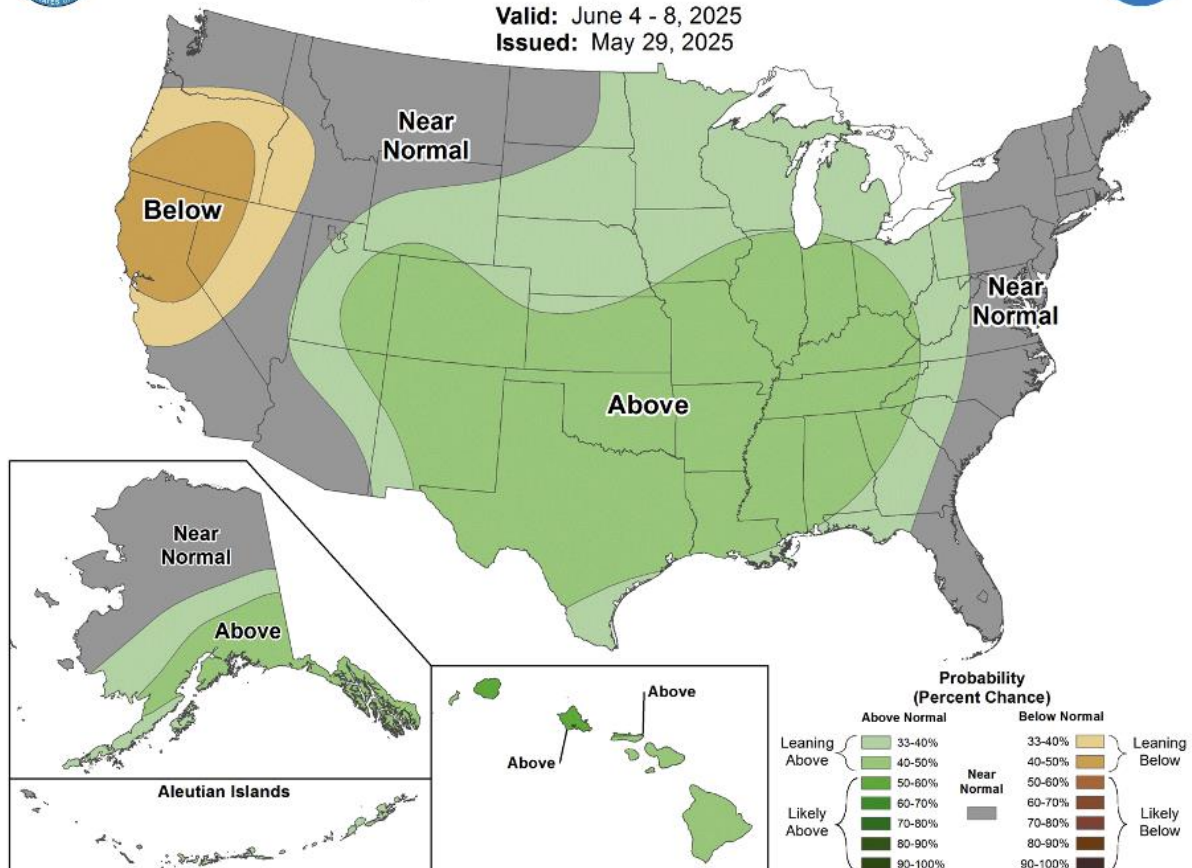 Valid: June 4 - 8, 2025
Issued: May 29, 2025
Near
Normal
Below
Near
Normal
Above
Near
Normal
Above
Above
Above
Aleutian Islands
Probability
(Percent Chance)
Above Normal
Below Normal
Leaning
Above
33-40%
40-50%
50-60%
60-70%
70-80%
80-90%
90-100%
Likely
Above
Near
Normal
33-40%
40-50%
50-60%
60-70%
70-80%
80-90%
90-100%
Leaning
Below
Likely
Below